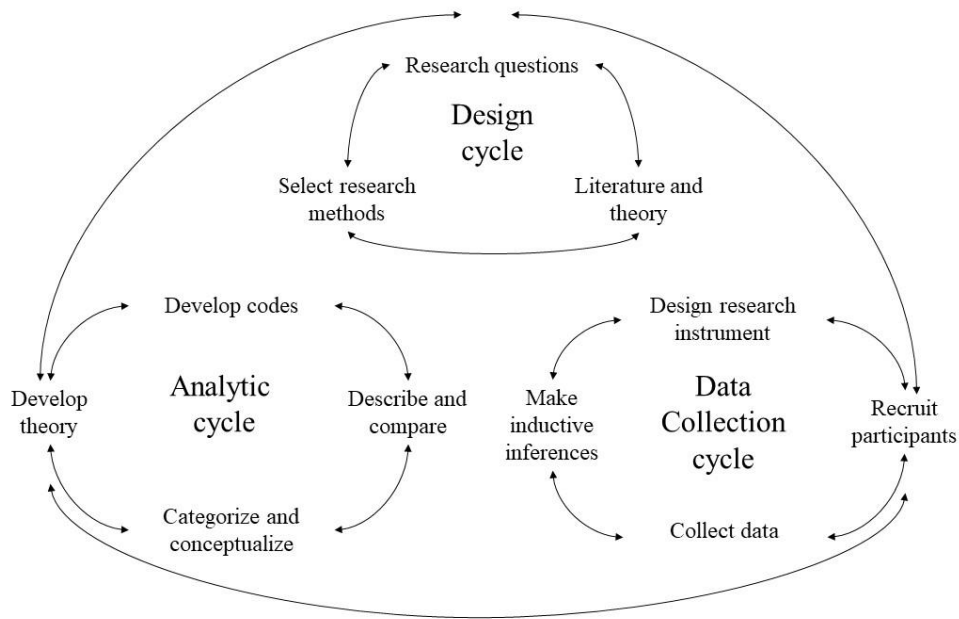 Research questions
Design
cycle
Select research
methods
Literature and
theory
Develop codes
Develop
theory
Analytic
cycle
Describe and
compare
Categorize and
conceptualize
Design research
instrument
Make
inductive
inferences
Data
Collection
cycle
Recruit
participants
Collect data